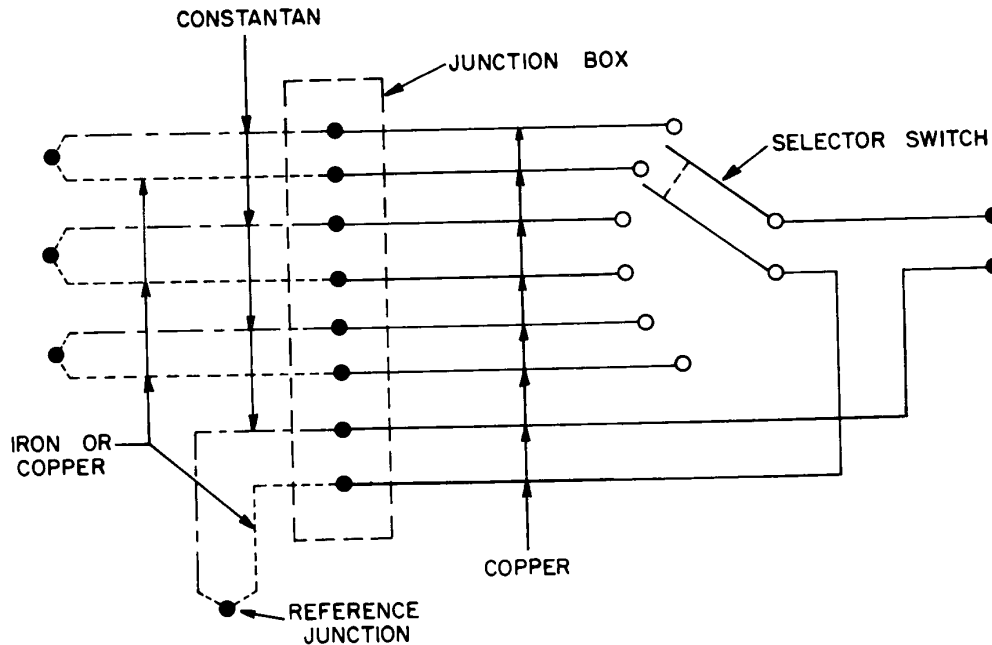 CONSTANTAN
JUNCTION BOX
SELECTOR SWITCH
IRON OR
COPPER
COPPER
REFERENCE
JUNCTION